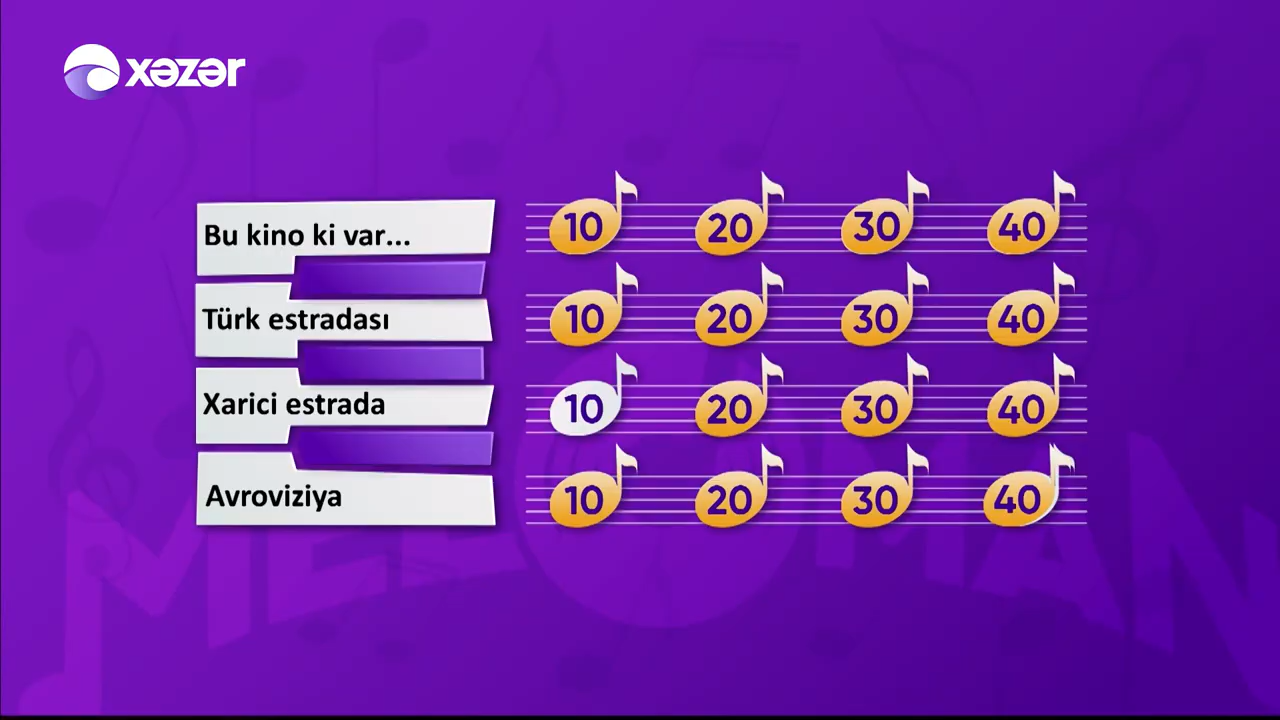 xəzər
Bu kino ki var... 10 20 30 40
Türk estradası 10 20 30 40
Xarici estrada 10 20 30 40
Avroviziya 10 20 30 40
MELOMAN